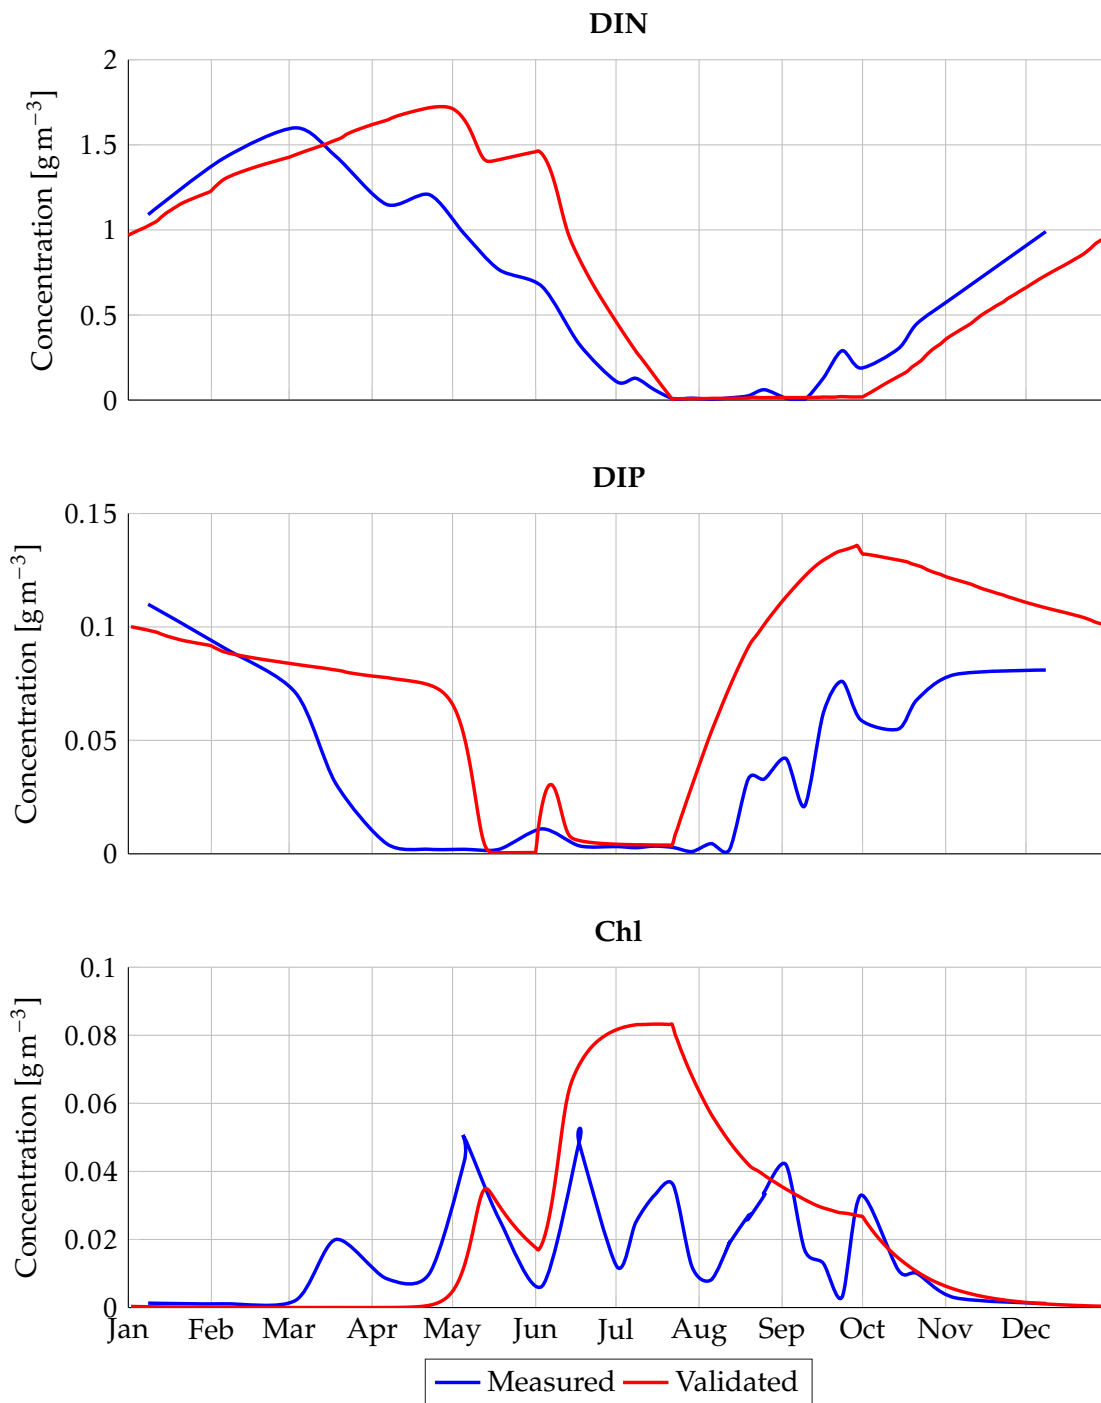 DIN
Concentration [g m⁻³]
2
1.5
1
0.5
0
DIP
Concentration [g m⁻³]
0.15
0.1
0.05
0
Chl
Concentration [g m⁻³]
0.1
0.08
0.06
0.04
0.02
0
Jan Feb Mar Apr May Jun Jul Aug Sep Oct Nov Dec
Measured Validated